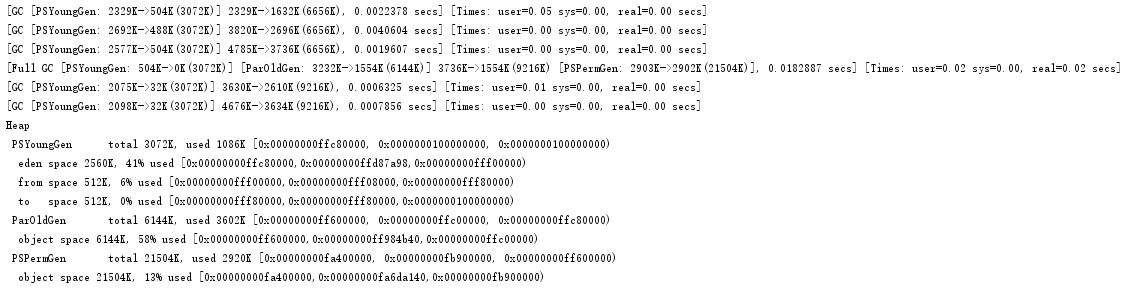 [GC [PSYoungGen: 2329K->504K(3072K)] 2329K->1632K(6656K), 0.0022378 secs] [Times: user=0.05 sys=0.00, real=0.00 secs]
[GC [PSYoungGen: 2692K->488K(3072K)] 3820K->2696K(6656K), 0.0040604 secs] [Times: user=0.00 sys=0.00, real=0.00 secs]
[GC [PSYoungGen: 2577K->504K(3072K)] 4785K->3736K(6656K), 0.0019607 secs] [Times: user=0.00 sys=0.00, real=0.00 secs]
[Full GC [PSYoungGen: 504K->0K(3072K)] [ParOldGen: 3232K->1554K(6144K)] 3736K->1554K(9216K) [PSPermGen: 2903K->2902K(21504K)], 0.0182887 secs] [Times: user=0.02 sys=0.00, real=0.02 secs]
[GC [PSYoungGen: 2075K->32K(3072K)] 3630K->2610K(9216K), 0.0006325 secs] [Times: user=0.01 sys=0.00, real=0.00 secs]
[GC [PSYoungGen: 2098K->32K(3072K)] 4676K->3634K(9216K), 0.0007856 secs] [Times: user=0.00 sys=0.00, real=0.00 secs]
Heap
PSYoungGen total 3072K, used 1086K [0x00000000ffc80000, 0x0000000100000000, 0x0000000100000000)
eden space 2560K, 41% used [0x00000000ffc80000,0x00000000ffd87a98,0x00000000fff00000)
from space 512K, 6% used [0x00000000fff00000,0x00000000fff08000,0x00000000fff80000)
to space 512K, 0% used [0x00000000fff80000,0x00000000fff80000,0x0000000100000000)
ParOldGen total 6144K, used 3602K [0x00000000ff600000, 0x00000000ffc00000, 0x00000000ffc80000)
object space 6144K, 58% used [0x00000000ff600000,0x00000000ff984b40,0x00000000ffc00000)
PSPermGen total 21504K, used 2920K [0x00000000fa400000, 0x00000000fb900000, 0x00000000ff600000)
object space 21504K, 13% used [0x00000000fa400000,0x00000000fa6da140,0x00000000fb900000)